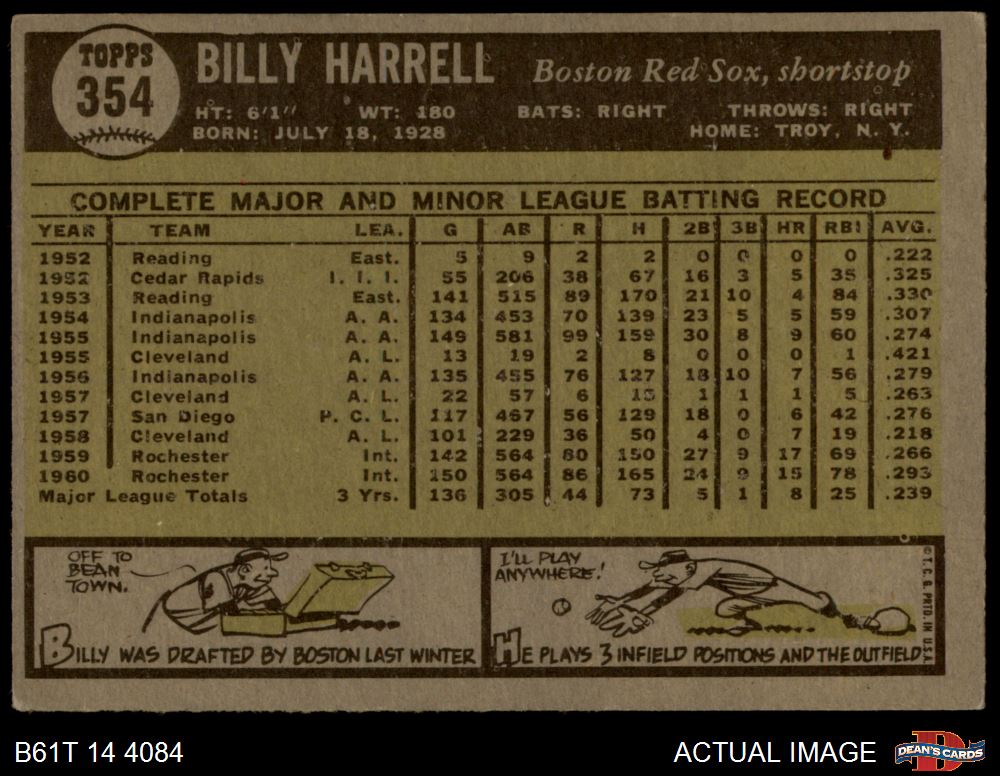 TOPPS
354
BILLY HARRELL Boston Red Sox, shortstop
HT: 6'1" WT: 180 BATS: RIGHT THROWS: RIGHT
BORN: JULY 18, 1928 HOME: TROY, N. Y.
COMPLETE MAJOR AND MINOR LEAGUE BATTING RECORD
YEAR TEAM LEA. G AB R H 2B 3B HR RBI AVG.
1952 Reading East. 5 9 2 2 0 0 0 0 .222
1952 Cedar Rapids I. I. I. 55 206 38 67 16 3 5 35 .325
1953 Reading East. 141 515 89 170 21 10 4 84 .330
1954 Indianapolis A. A. 134 453 70 139 23 5 5 59 .307
1955 Indianapolis A. A. 149 581 99 159 30 8 9 60 .274
1955 Cleveland A. L. 13 19 2 8 0 0 0 1 .421
1956 Indianapolis A. A. 135 455 76 127 18 10 7 56 .279
1957 Cleveland A. L. 22 57 6 15 1 1 1 5 .263
1957 San Diego P. C. L. 117 467 56 129 18 0 6 42 .276
1958 Cleveland A. L. 101 229 36 50 4 0 7 19 .218
1959 Rochester Int. 142 564 80 150 27 9 17 69 .266
1960 Rochester Int. 150 564 86 165 24 9 15 78 .293
Major League Totals 3 Yrs. 136 305 44 73 5 1 8 25 .239
OFF TO
BEAN
TOWN.
BILLY WAS DRAFTED BY BOSTON LAST WINTER
I'LL PLAY
ANYWHERE!
HE PLAYS 3 INFIELD POSITIONS AND THE OUTFIELD
© T. C. G. PRTD. IN U.S.A.
B61T 14 4084 ACTUAL IMAGE DEAN'S CARDS